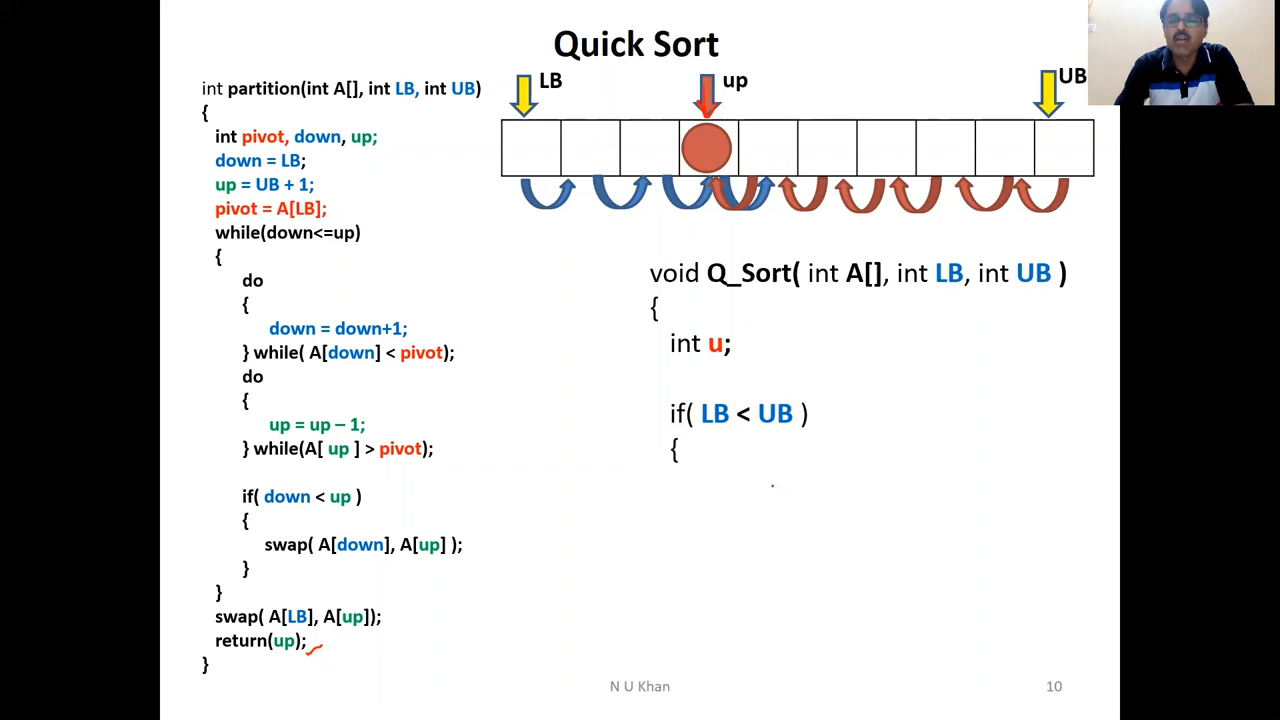 Quick Sort
int partition(int A[], int LB, int UB)
{
int pivot, down, up;
down = LB;
up = UB + 1;
pivot = A[LB];
while(down<=up)
{
do
{
down = down+1;
} while( A[down] < pivot);
do
{
up = up – 1;
} while(A[ up ] > pivot);
if( down < up )
{
swap( A[down], A[up] );
}
}
swap( A[LB], A[up]);
return(up);
}
LB
up
UB
void Q_Sort( int A[], int LB, int UB )
{
int u;
if( LB < UB )
{
N U Khan
10